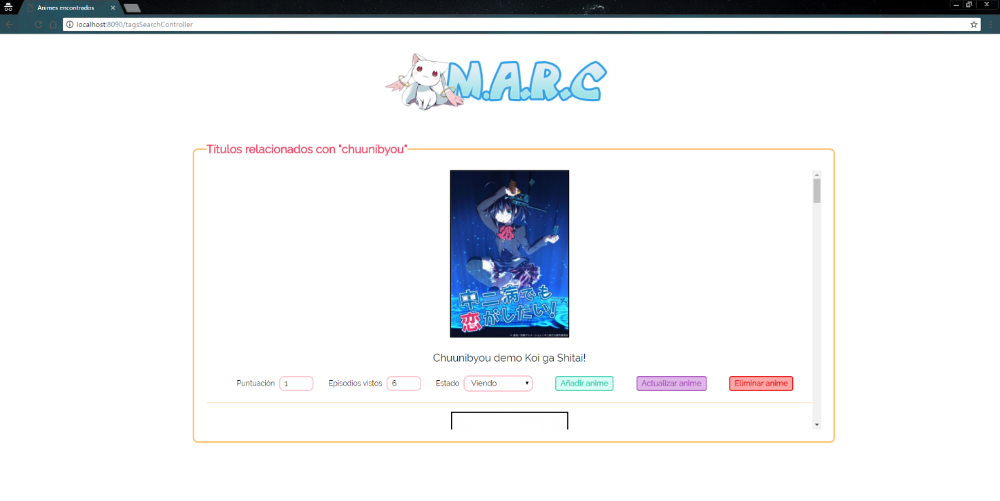 Animes encontrados
localhost:8090/tagsSearchController
M.A.R.C
Títulos relacionados con "chuunibyou"
中二病でも
恋がしたい!
Chuunibyou demo Koi ga Shitai!
Puntuación 1 Episodios vistos 6 Estado Viendo Añadir anime Actualizar anime Eliminar anime